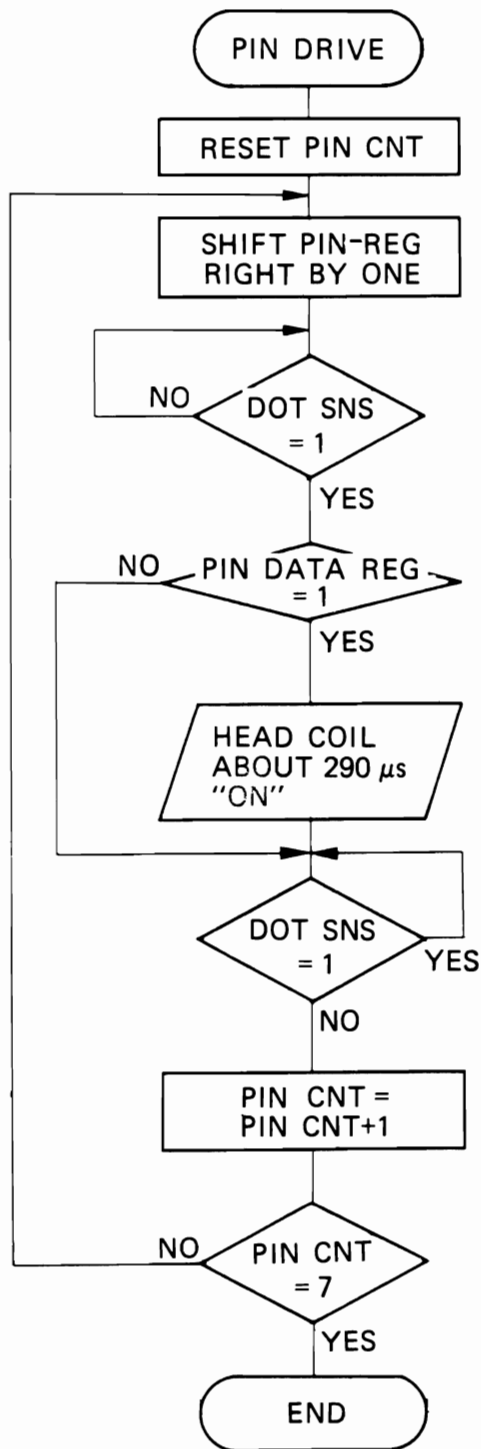 PIN DRIVE
RESET PIN CNT
SHIFT PIN-REG
RIGHT BY ONE
NO
DOT SNS
= 1
YES
NO
PIN DATA REG
= 1
YES
HEAD COIL
ABOUT 290 µs
"ON"
DOT SNS
= 1
YES
NO
PIN CNT =
PIN CNT+1
NO
PIN CNT
= 7
YES
END